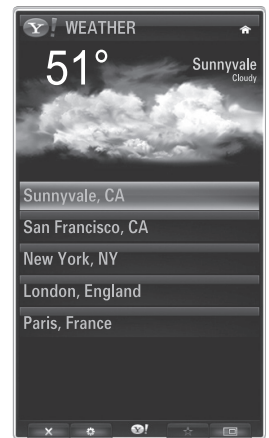 Y! WEATHER
51°
Sunnyvale
Cloudy
Sunnyvale, CA
San Francisco, CA
New York, NY
London, England
Paris, France
Y!